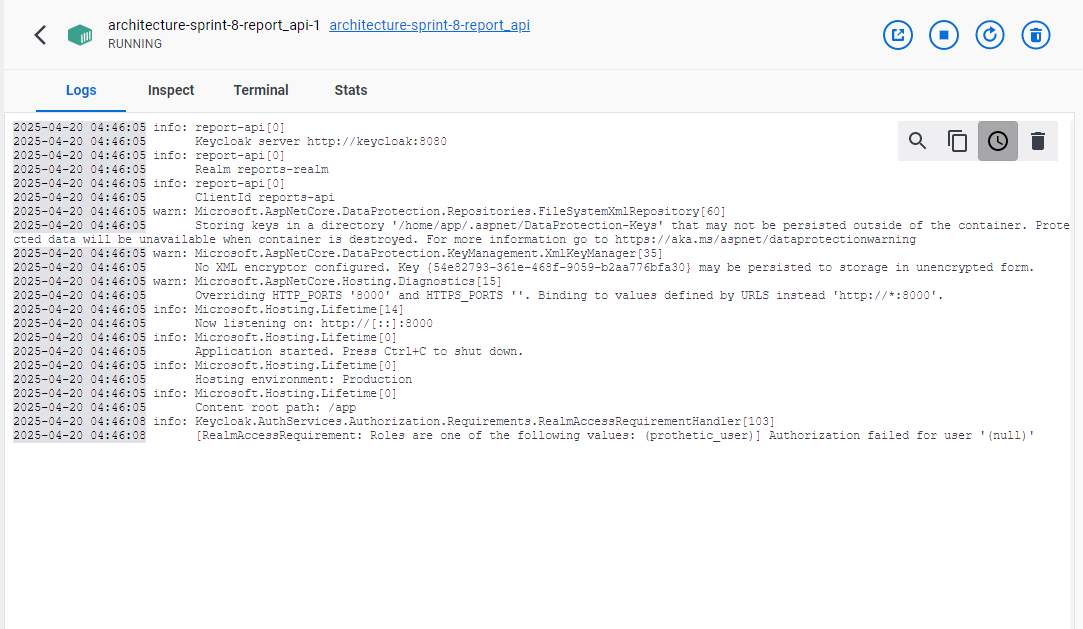 architecture-sprint-8-report_api-1 architecture-sprint-8-report_api
RUNNING
Logs Inspect Terminal Stats
2025-04-20 04:46:05 info: report-api[0]
2025-04-20 04:46:05       Keycloak server http://keycloak:8080
2025-04-20 04:46:05 info: report-api[0]
2025-04-20 04:46:05       Realm reports-realm
2025-04-20 04:46:05 info: report-api[0]
2025-04-20 04:46:05       ClientId reports-api
2025-04-20 04:46:05 warn: Microsoft.AspNetCore.DataProtection.Repositories.FileSystemXmlRepository[60]
2025-04-20 04:46:05       Storing keys in a directory '/home/app/.aspnet/DataProtection-Keys' that may not be persisted outside of the container. Prote
cted data will be unavailable when container is destroyed. For more information go to https://aka.ms/aspnet/dataprotectionwarning
2025-04-20 04:46:05 warn: Microsoft.AspNetCore.DataProtection.KeyManagement.XmlKeyManager[35]
2025-04-20 04:46:05       No XML encryptor configured. Key {54e82793-361e-468f-9059-b2aa776bfa30} may be persisted to storage in unencrypted form.
2025-04-20 04:46:05 warn: Microsoft.AspNetCore.Hosting.Diagnostics[15]
2025-04-20 04:46:05       Overriding HTTP_PORTS '8000' and HTTPS_PORTS ''. Binding to values defined by URLS instead 'http://*:8000'.
2025-04-20 04:46:05 info: Microsoft.Hosting.Lifetime[14]
2025-04-20 04:46:05       Now listening on: http://[::]:8000
2025-04-20 04:46:05 info: Microsoft.Hosting.Lifetime[0]
2025-04-20 04:46:05       Application started. Press Ctrl+C to shut down.
2025-04-20 04:46:05 info: Microsoft.Hosting.Lifetime[0]
2025-04-20 04:46:05       Hosting environment: Production
2025-04-20 04:46:05 info: Microsoft.Hosting.Lifetime[0]
2025-04-20 04:46:05       Content root path: /app
2025-04-20 04:46:08 info: Keycloak.AuthServices.Authorization.Requirements.RealmAccessRequirementHandler[103]
2025-04-20 04:46:08       [RealmAccessRequirement: Roles are one of the following values: (prothetic_user)] Authorization failed for user '(null)'